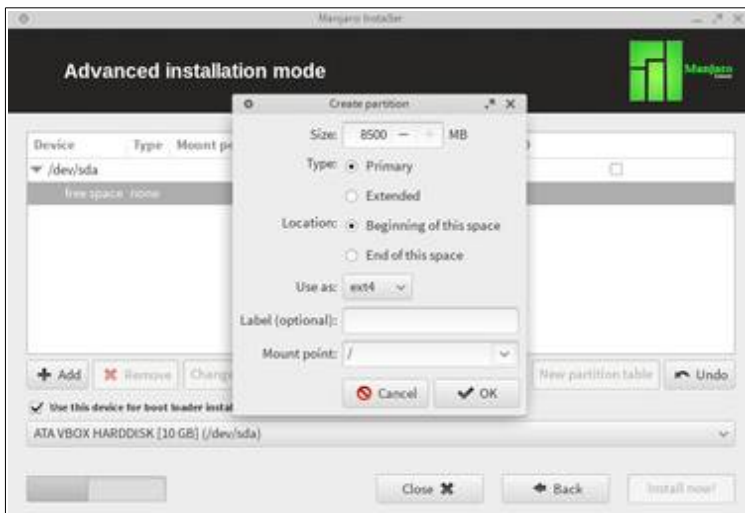 Manjaro Installer
Advanced installation mode
Manjaro
Create partition
Size: 8500 MB
Device Type Mount po
Type: Primary
/dev/sda
free space none
Extended
Location: Beginning of this space
End of this space
Use as: ext4
Label (optional):
Mount point: /
Add Remove Change New partition table Undo
Cancel OK
Use this device for boot loader instal
ATA VBOX HARDDISK [10 GB] (/dev/sda)
Close Back Install now!